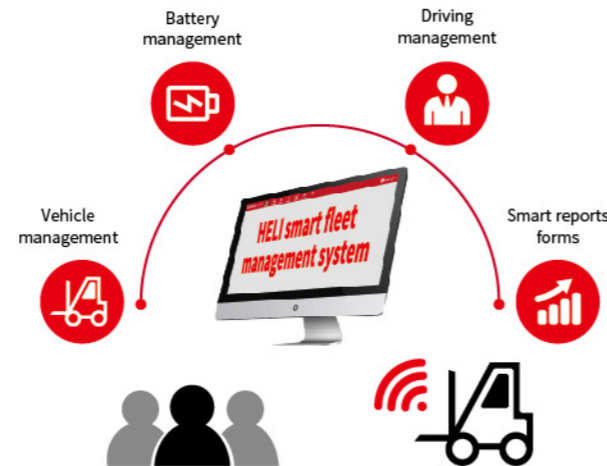 Battery
management
Driving
management
Vehicle
management
HELI smart fleet
management system
Smart reports
forms